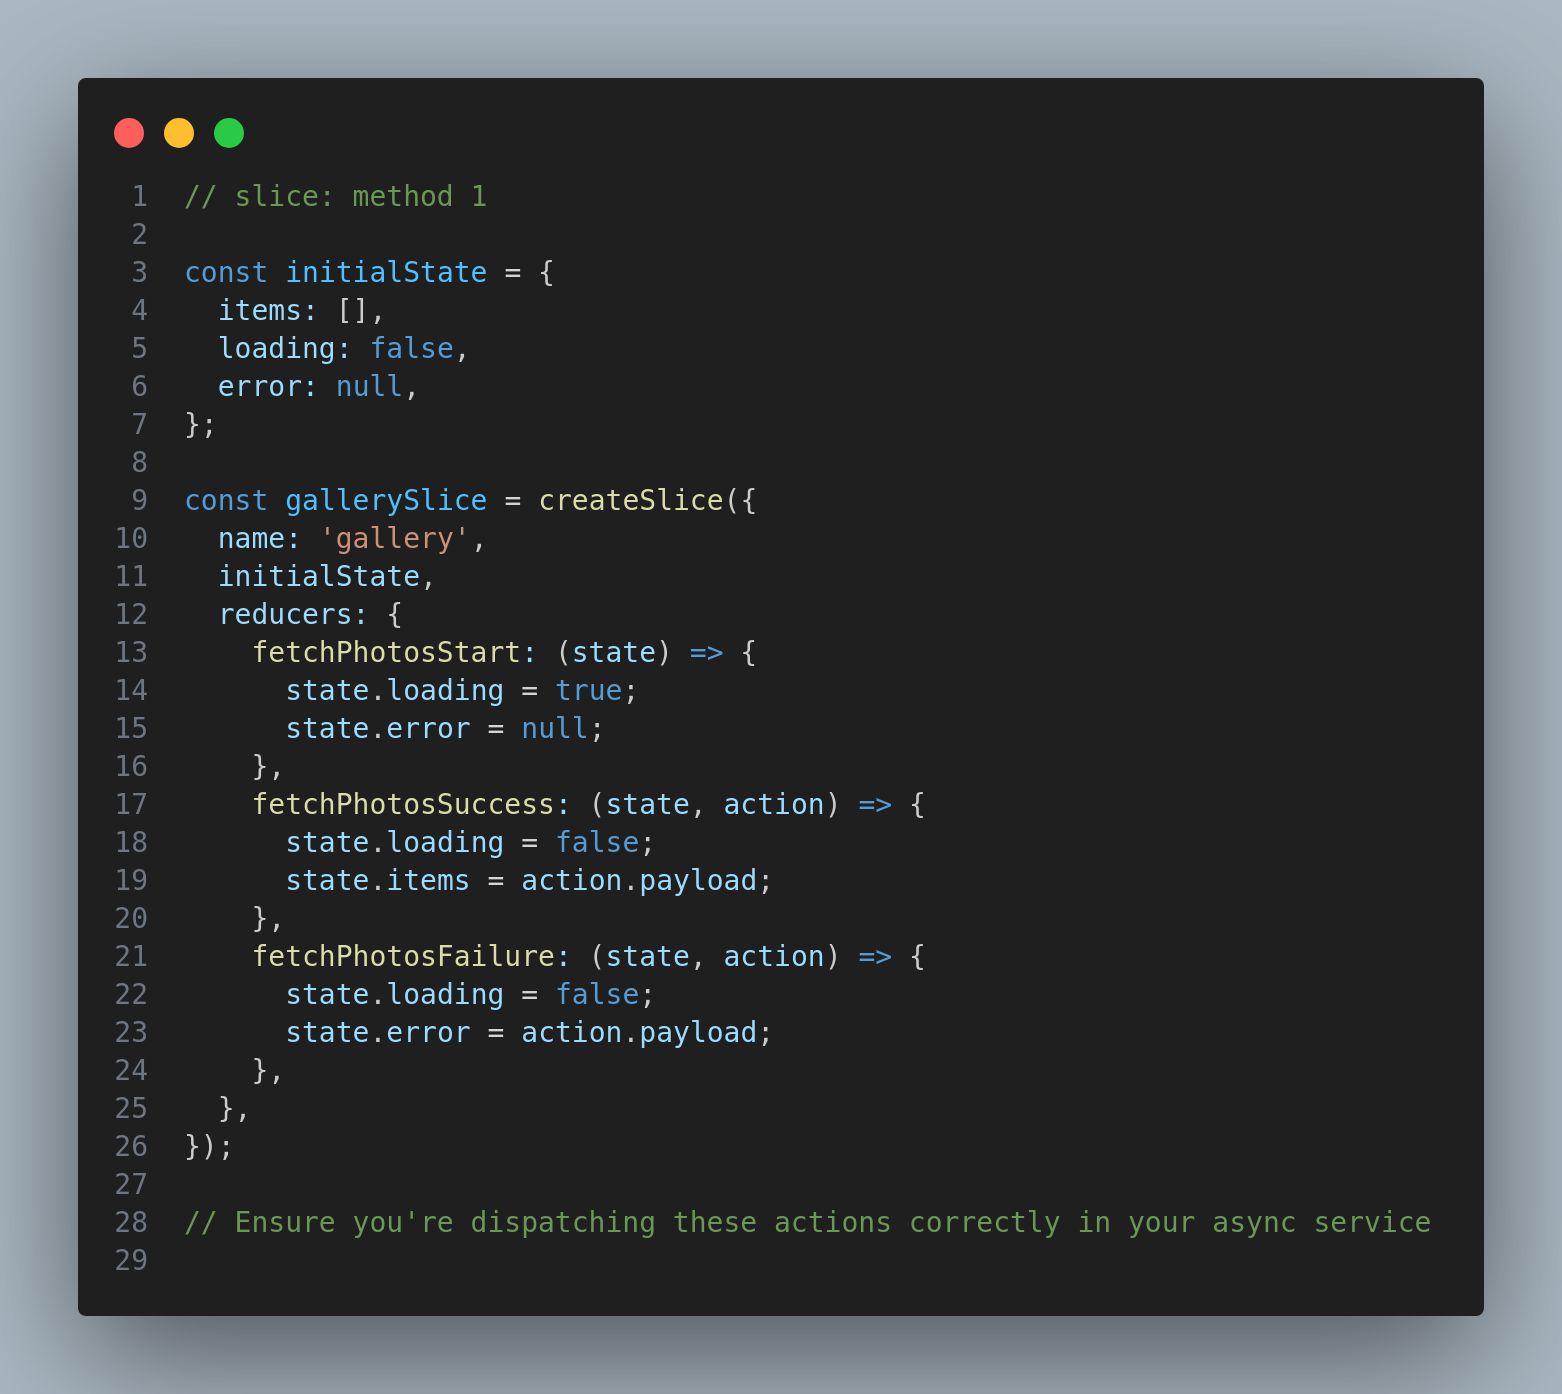 1 // slice: method 1
2
3 const initialState = {
4   items: [],
5   loading: false,
6   error: null,
7 };
8
9 const gallerySlice = createSlice({
10   name: 'gallery',
11   initialState,
12   reducers: {
13     fetchPhotosStart: (state) => {
14       state.loading = true;
15       state.error = null;
16     },
17     fetchPhotosSuccess: (state, action) => {
18       state.loading = false;
19       state.items = action.payload;
20     },
21     fetchPhotosFailure: (state, action) => {
22       state.loading = false;
23       state.error = action.payload;
24     },
25   },
26 });
27
28 // Ensure you're dispatching these actions correctly in your async service
29